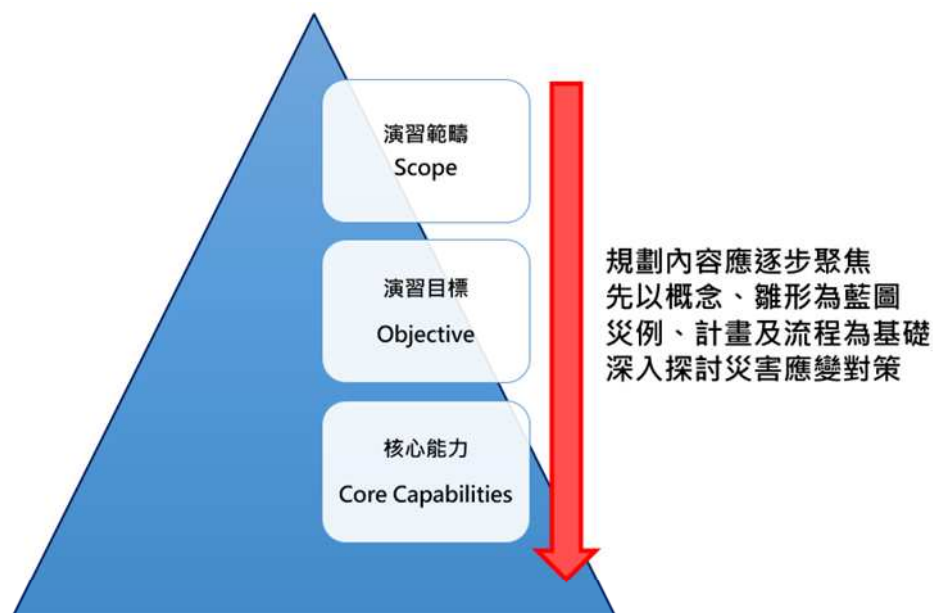 演習範疇
Scope
演習目標
Objective
核心能力
Core Capabilities
規劃內容應逐步聚焦
先以概念、雛形為藍圖
災例、計畫及流程為基礎
深入探討災害應變對策